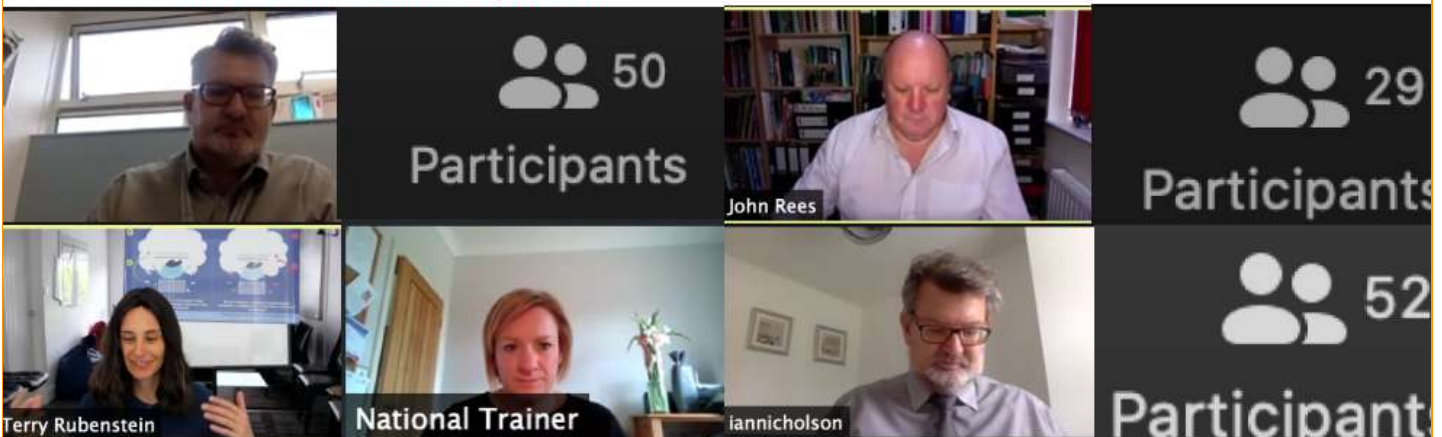 50
Participants
John Rees
29
Participants
Terry Rubenstein
National Trainer
iannicholson
52
Participants